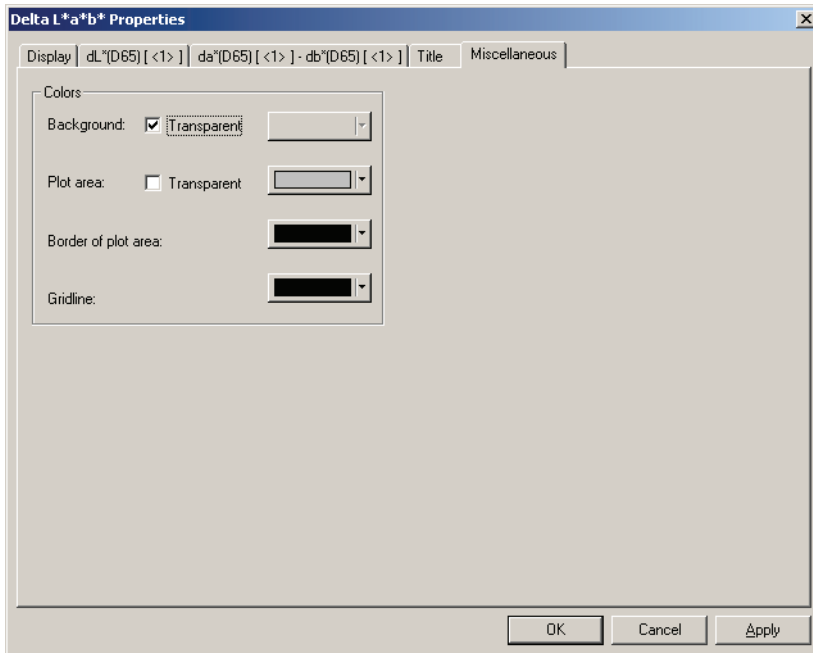 Delta L*a*b* Properties
Display dL*(D65) [ <1> ] da*(D65) [ <1> ] - db*(D65) [ <1> ] Title Miscellaneous
Colors
Background: Transparent
Plot area: Transparent
Border of plot area:
Gridline:
OK Cancel Apply